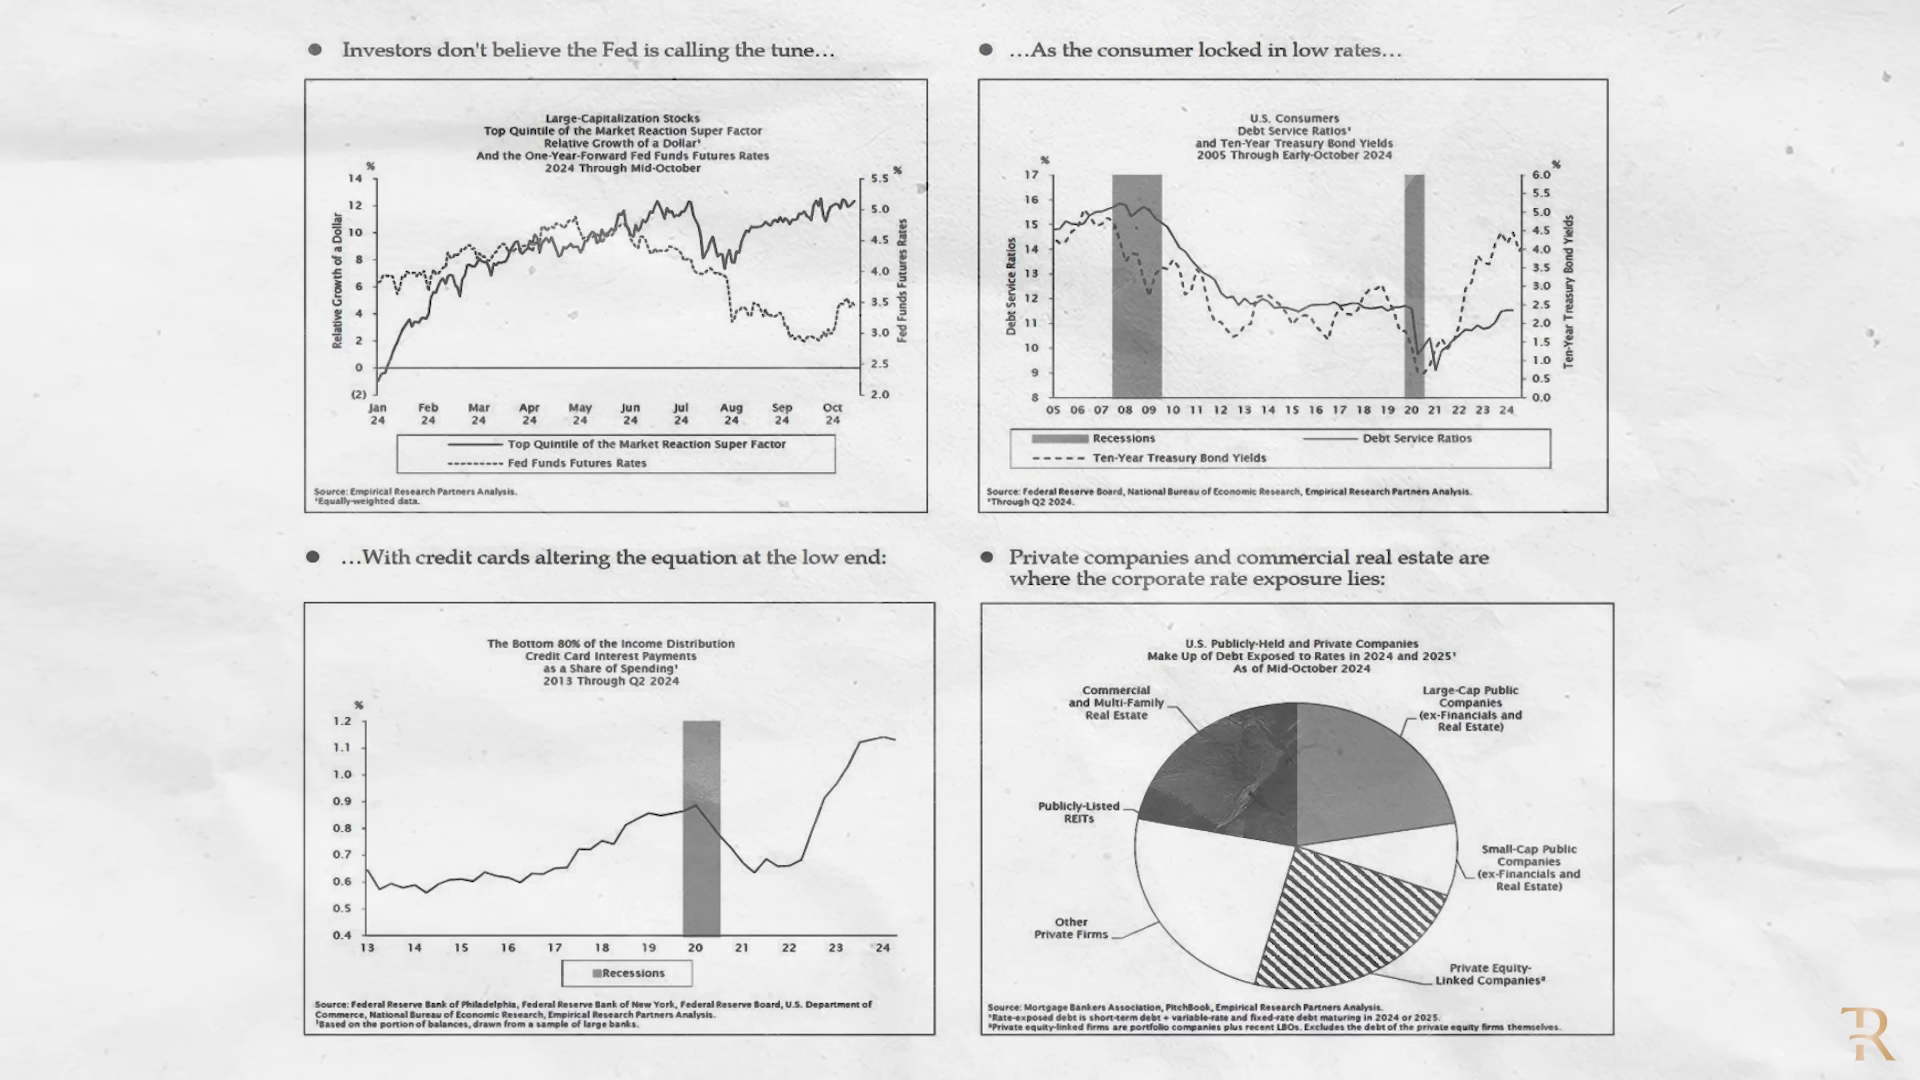 ● Investors don't believe the Fed is calling the tune...
Large-Capitalization Stocks
Top Quintile of the Market Reaction Super Factor
Relative Growth of a Dollar¹
And the One-Year-Forward Fed Funds Futures Rates
2024 Through Mid-October
% %
14 5.5
12 5.0
10 4.5
8 4.0
6 3.5
4 3.0
2 2.5
0 2.0
(2)
Relative Growth of a Dollar
Fed Funds Futures Rates
Jan Feb Mar Apr May Jun Jul Aug Sep Oct
24 24 24 24 24 24 24 24 24 24
Top Quintile of the Market Reaction Super Factor
Fed Funds Futures Rates
Source: Empirical Research Partners Analysis.
¹Equally-weighted data.
● ...As the consumer locked in low rates...
U.S. Consumers
Debt Service Ratios¹
and Ten-Year Treasury Bond Yields
2005 Through Early-October 2024
% %
17 6.0
16 5.5
15 5.0
14 4.5
13 4.0
12 3.5
11 3.0
10 2.5
9 2.0
8 1.5
1.0
0.5
0.0
Debt Service Ratios
Ten-Year Treasury Bond Yields
05 06 07 08 09 10 11 12 13 14 15 16 17 18 19 20 21 22 23 24
Recessions Debt Service Ratios
Ten-Year Treasury Bond Yields
Source: Federal Reserve Board, National Bureau of Economic Research, Empirical Research Partners Analysis.
¹Through Q2 2024.
● ...With credit cards altering the equation at the low end:
The Bottom 80% of the Income Distribution
Credit Card Interest Payments
as a Share of Spending¹
2013 Through Q2 2024
%
1.2
1.1
1.0
0.9
0.8
0.7
0.6
0.5
0.4
13 14 15 16 17 18 19 20 21 22 23 24
Recessions
Source: Federal Reserve Bank of Philadelphia, Federal Reserve Bank of New York, Federal Reserve Board, U.S. Department of
Commerce, National Bureau of Economic Research, Empirical Research Partners Analysis.
¹Based on the portion of balances, drawn from a sample of large banks.
● Private companies and commercial real estate are
where the corporate rate exposure lies:
U.S. Publicly-Held and Private Companies
Make Up of Debt Exposed to Rates in 2024 and 2025¹
As of Mid-October 2024
Commercial
and Multi-Family
Real Estate
Large-Cap Public
Companies
(ex-Financials and
Real Estate)
Publicly-Listed
REITs
Small-Cap Public
Companies
(ex-Financials and
Real Estate)
Other
Private Firms
Private Equity-
Linked Companies²
Source: Mortgage Bankers Association, PitchBook, Empirical Research Partners Analysis.
¹Rate-exposed debt is short-term debt + variable-rate and fixed-rate debt maturing in 2024 or 2025.
²Private equity-linked firms are portfolio companies plus recent LBOs. Excludes the debt of the private equity firms themselves.